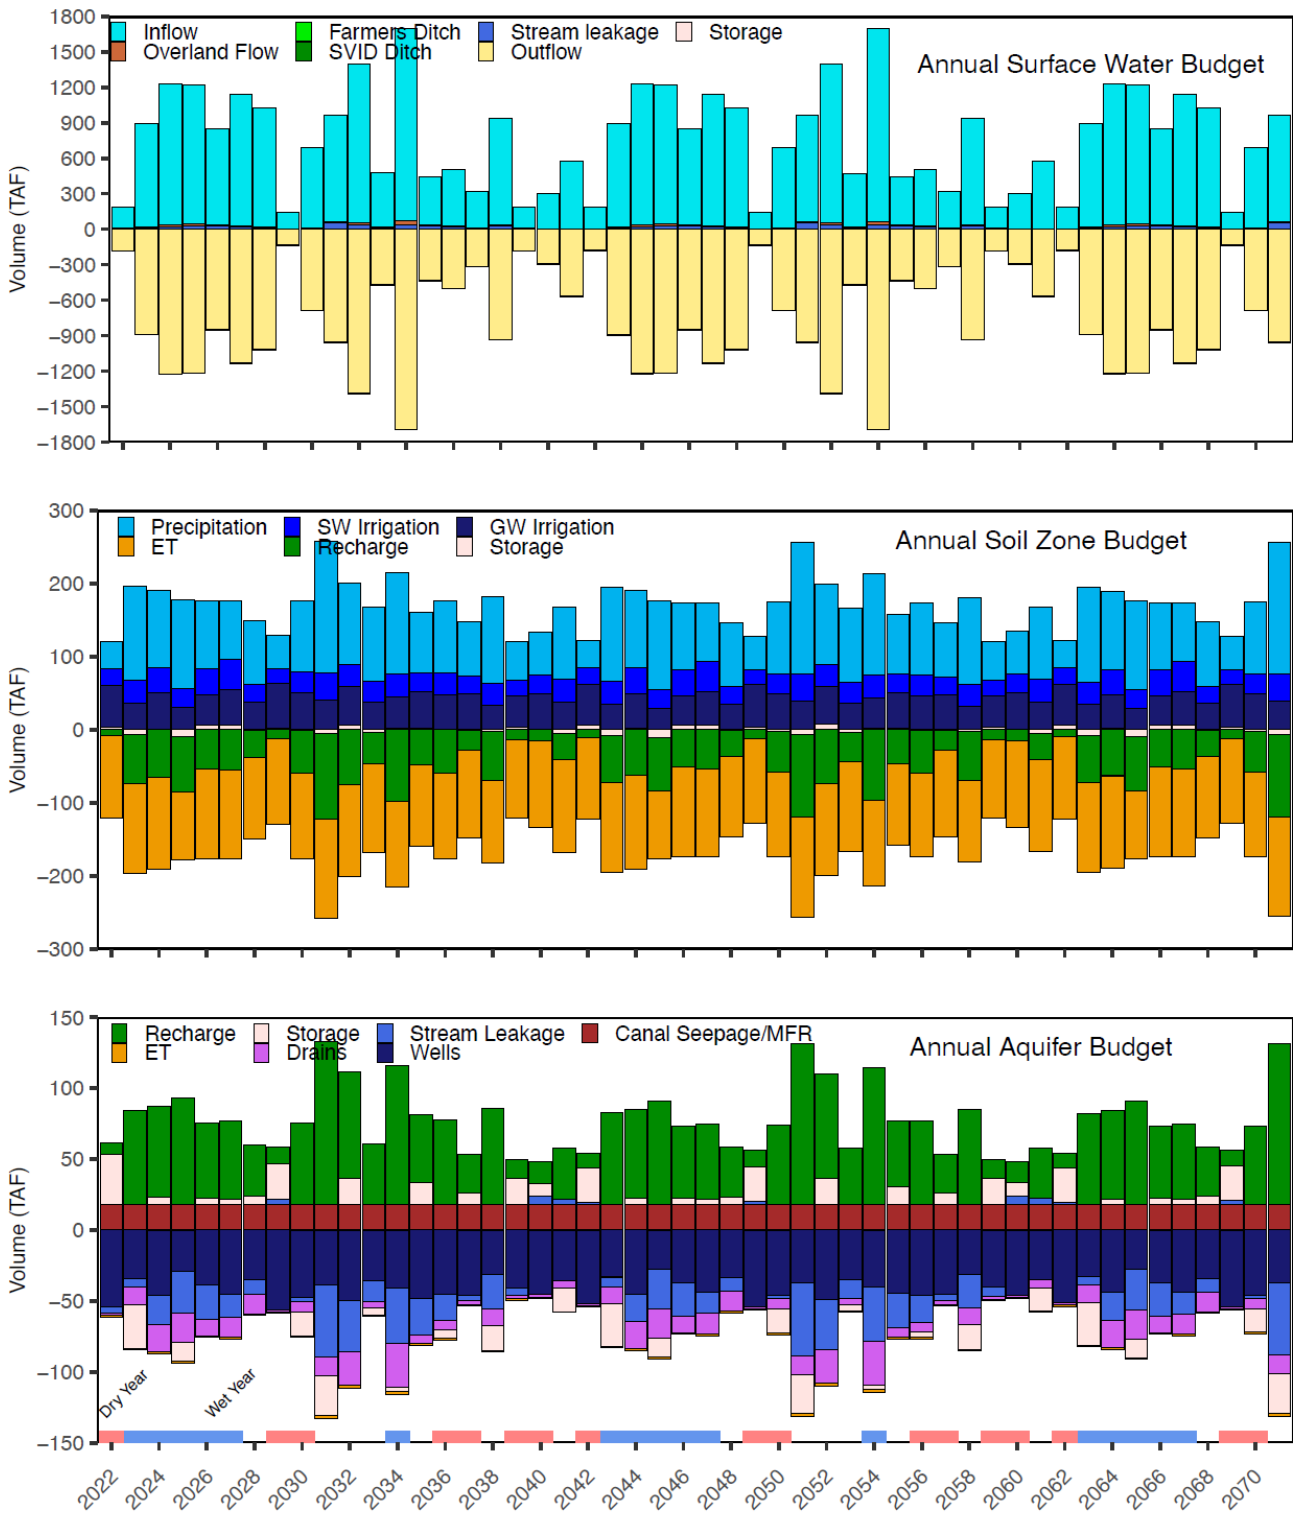 Inflow Farmers Ditch Stream leakage Storage
Overland Flow SVID Ditch Outflow
Annual Surface Water Budget
Volume (TAF)
1800
1500
1200
900
600
300
0
−300
−600
−900
−1200
−1500
−1800
Precipitation SW Irrigation GW Irrigation
ET Recharge Storage
Annual Soil Zone Budget
Volume (TAF)
300
200
100
0
−100
−200
−300
Recharge Storage Stream Leakage Canal Seepage/MFR
ET Drains Wells
Annual Aquifer Budget
Volume (TAF)
150
100
50
0
−50
−100
−150
Dry Year
Wet Year
2022 2024 2026 2028 2030 2032 2034 2036 2038 2040 2042 2044 2046 2048 2050 2052 2054 2056 2058 2060 2062 2064 2066 2068 2070